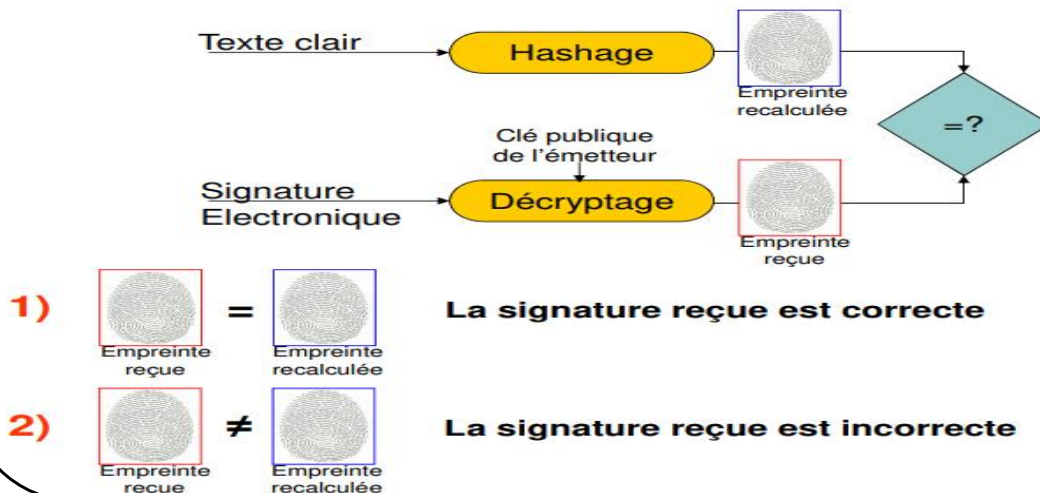 Texte clair
Hashage
Empreinte
recalculée
=?
Clé publique
de l'émetteur
Signature
Electronique
Décryptage
Empreinte
reçue
1)
=
La signature reçue est correcte
Empreinte
reçue
Empreinte
recalculée
2)
≠
La signature reçue est incorrecte
Empreinte
recue
Empreinte
recalculée